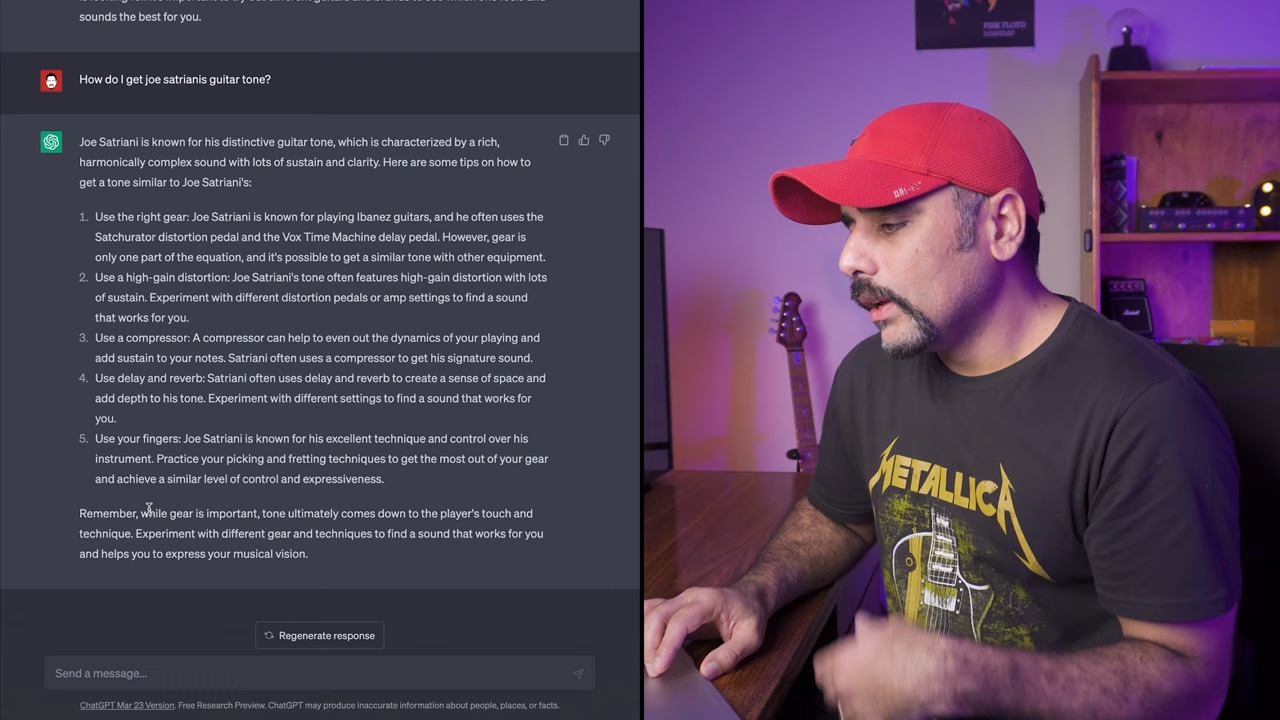 sounds the best for you.
How do I get joe satrianis guitar tone?
Joe Satriani is known for his distinctive guitar tone, which is characterized by a rich,
harmonically complex sound with lots of sustain and clarity. Here are some tips on how to
get a tone similar to Joe Satriani's:
1. Use the right gear: Joe Satriani is known for playing Ibanez guitars, and he often uses the
Satchurator distortion pedal and the Vox Time Machine delay pedal. However, gear is
only one part of the equation, and it's possible to get a similar tone with other equipment.
2. Use a high-gain distortion: Joe Satriani's tone often features high-gain distortion with lots
of sustain. Experiment with different distortion pedals or amp settings to find a sound
that works for you.
3. Use a compressor: A compressor can help to even out the dynamics of your playing and
add sustain to your notes. Satriani often uses a compressor to get his signature sound.
4. Use delay and reverb: Satriani often uses delay and reverb to create a sense of space and
add depth to his tone. Experiment with different settings to find a sound that works for
you.
5. Use your fingers: Joe Satriani is known for his excellent technique and control over his
instrument. Practice your picking and fretting techniques to get the most out of your gear
and achieve a similar level of control and expressiveness.
Remember, while gear is important, tone ultimately comes down to the player's touch and
technique. Experiment with different gear and techniques to find a sound that works for you
and helps you to express your musical vision.
Regenerate response
Send a message...
ChatGPT Mar 23 Version. Free Research Preview. ChatGPT may produce inaccurate information about people, places, or facts.
PINK FLOYD
METALLICA